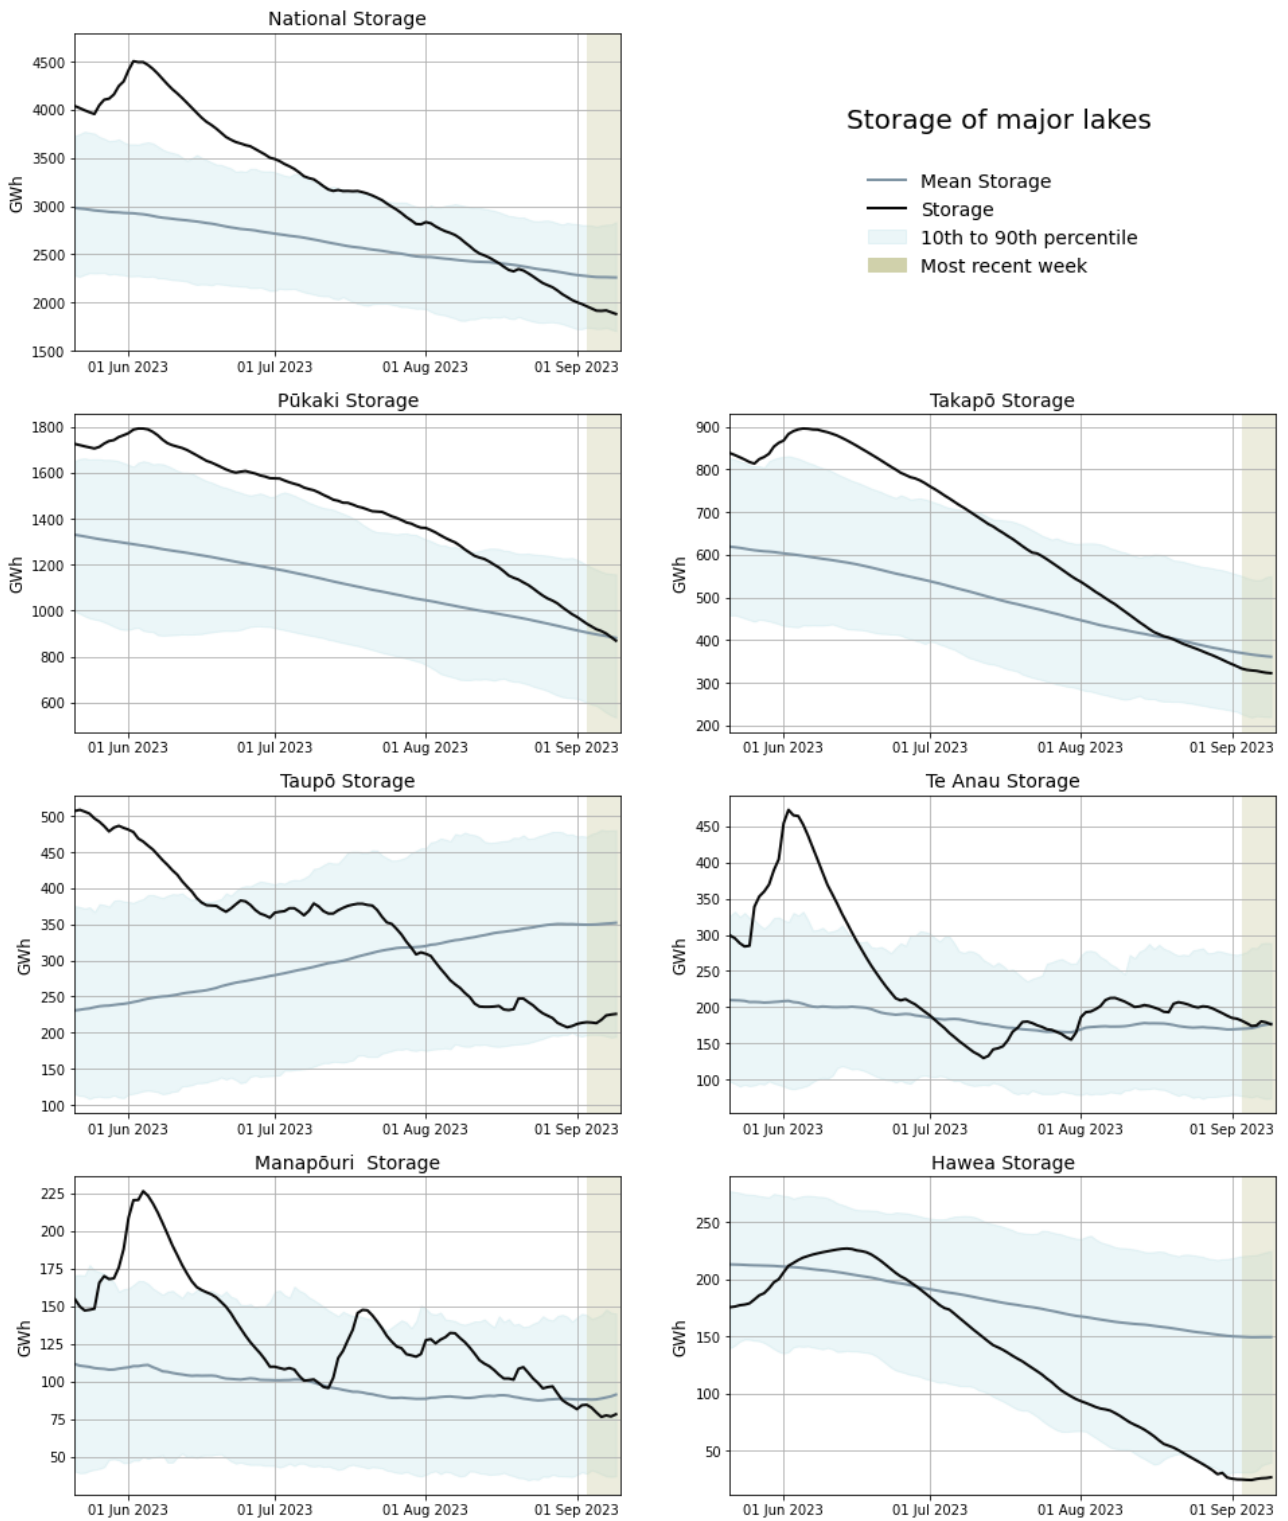 National Storage
GWh
4500
4000
3500
3000
2500
2000
1500
01 Jun 2023 01 Jul 2023 01 Aug 2023 01 Sep 2023
Storage of major lakes
Mean Storage
Storage
10th to 90th percentile
Most recent week
Pūkaki Storage
GWh
1800
1600
1400
1200
1000
800
600
01 Jun 2023 01 Jul 2023 01 Aug 2023 01 Sep 2023
Takapō Storage
GWh
900
800
700
600
500
400
300
200
01 Jun 2023 01 Jul 2023 01 Aug 2023 01 Sep 2023
Taupō Storage
GWh
500
450
400
350
300
250
200
150
100
01 Jun 2023 01 Jul 2023 01 Aug 2023 01 Sep 2023
Te Anau Storage
GWh
450
400
350
300
250
200
150
100
01 Jun 2023 01 Jul 2023 01 Aug 2023 01 Sep 2023
Manapōuri Storage
GWh
225
200
175
150
125
100
75
50
01 Jun 2023 01 Jul 2023 01 Aug 2023 01 Sep 2023
Hawea Storage
GWh
250
200
150
100
50
01 Jun 2023 01 Jul 2023 01 Aug 2023 01 Sep 2023